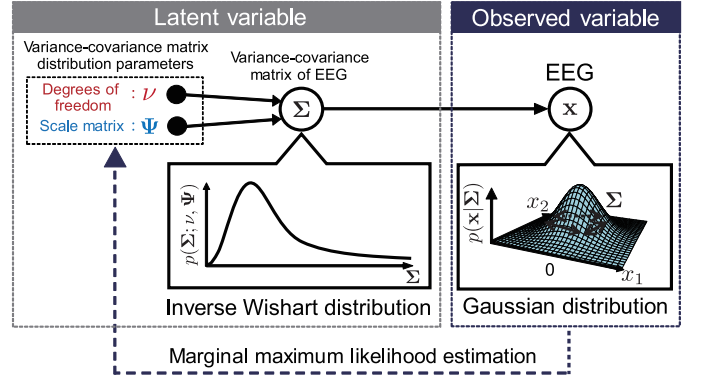 Latent variable
Observed variable
Variance-covariance matrix
distribution parameters
Degrees of
freedom : ν
Scale matrix : Ψ
Variance-covariance
matrix of EEG
Σ
EEG
x
p(Σ; ν, Ψ)
Σ
Inverse Wishart distribution
p(x|Σ)
x₂
Σ
0
x₁
Gaussian distribution
Marginal maximum likelihood estimation